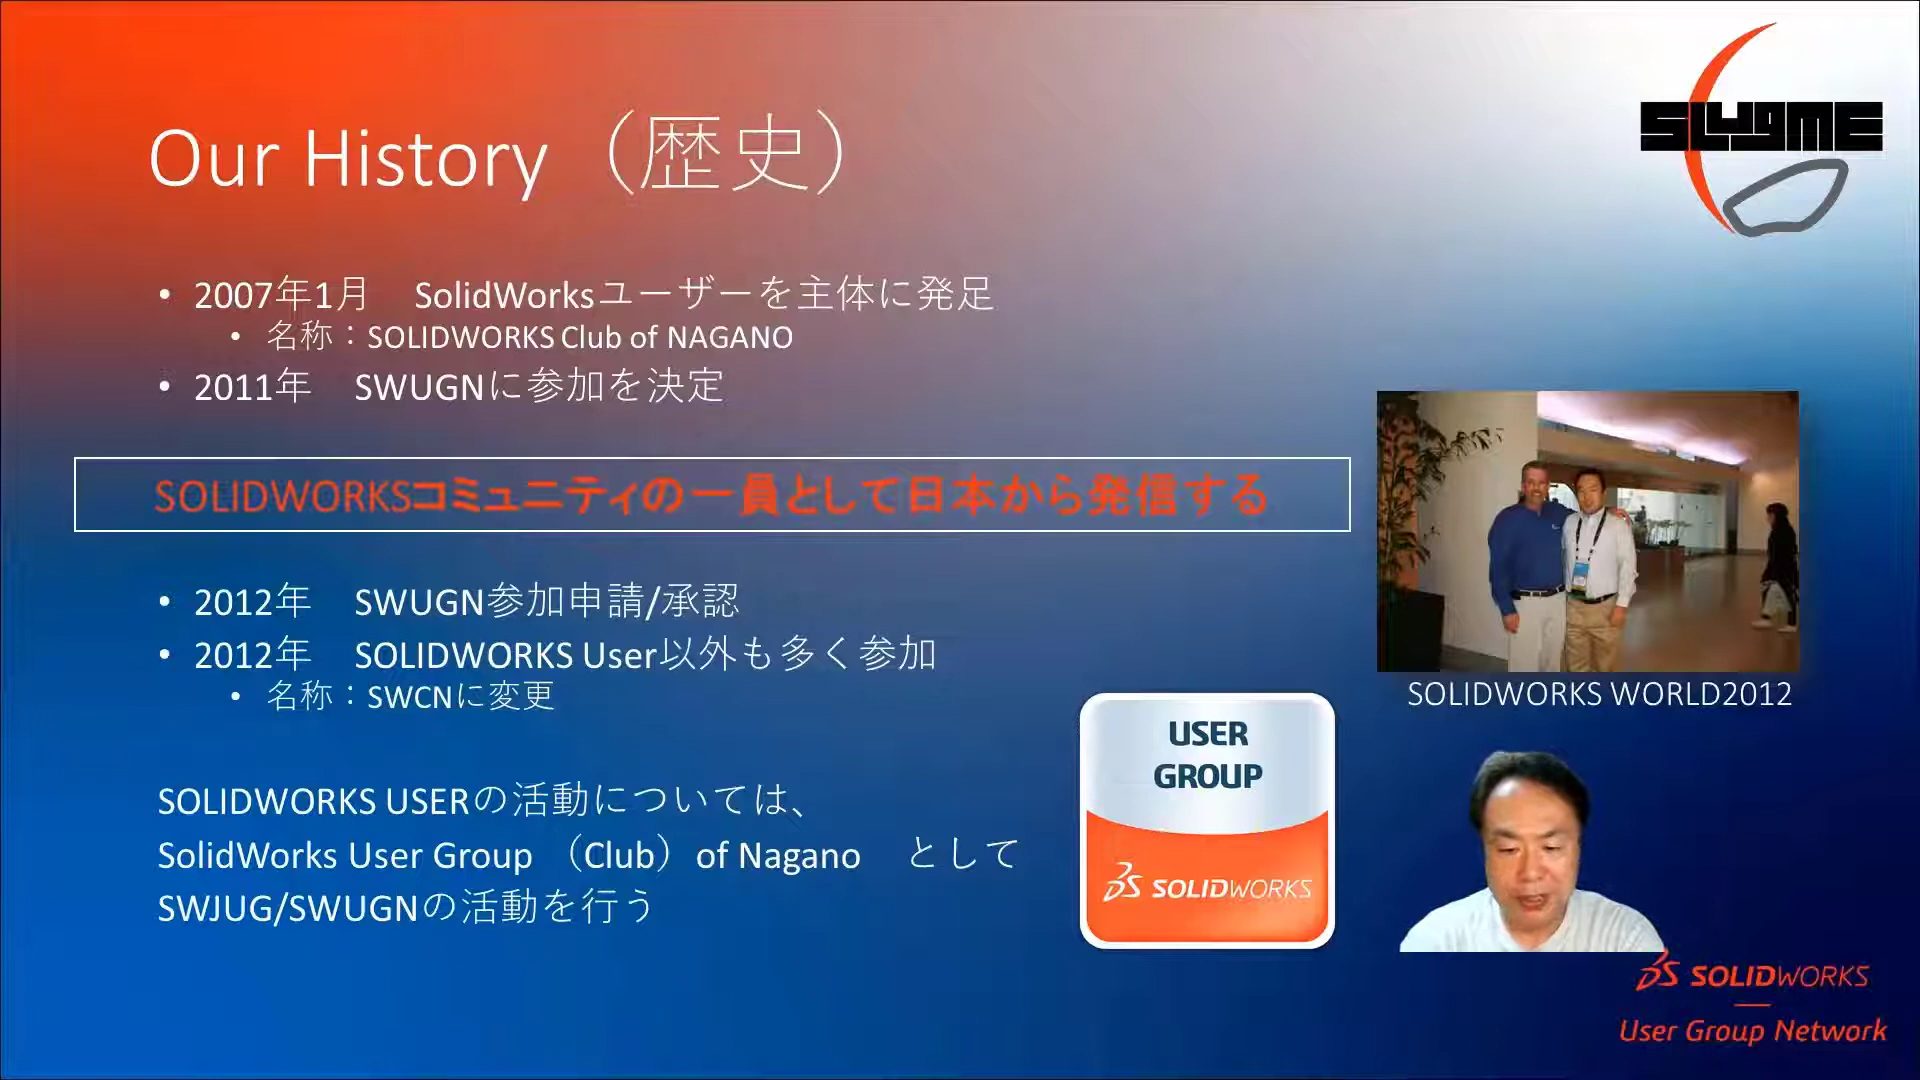 Our History（歴史）
SLUGME
• 2007年1月　SolidWorksユーザーを主体に発足
• 名称：SOLIDWORKS Club of NAGANO
• 2011年　SWUGNに参加を決定
SOLIDWORKSコミュニティの一員として日本から発信する
• 2012年　SWUGN参加申請/承認
• 2012年　SOLIDWORKS User以外も多く参加
• 名称：SWCNに変更
SOLIDWORKS WORLD2012
SOLIDWORKS USERの活動については、
SolidWorks User Group （Club）of Nagano　として
SWJUG/SWUGNの活動を行う
USER
GROUP
SOLIDWORKS
SOLIDWORKS
User Group Network